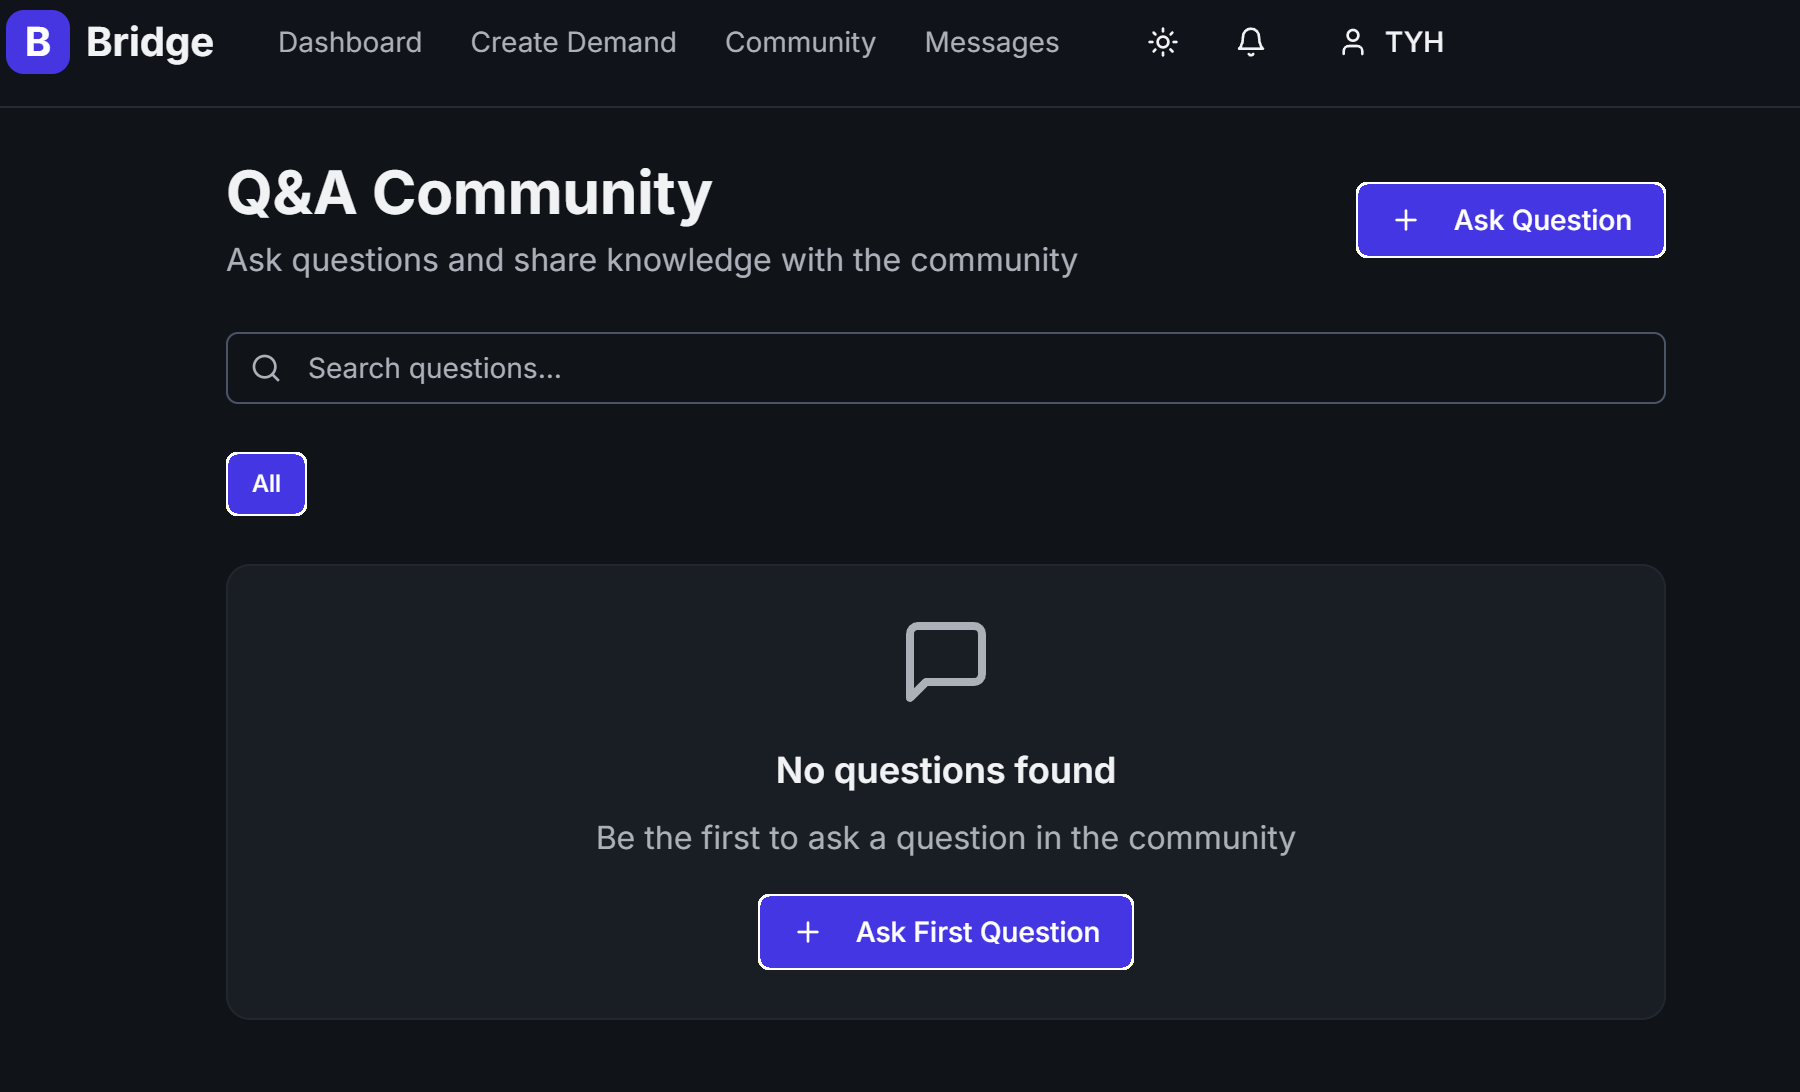 B Bridge Dashboard Create Demand Community Messages TYH
Q&A Community
Ask Question
Ask questions and share knowledge with the community
Search questions...
All
No questions found
Be the first to ask a question in the community
Ask First Question